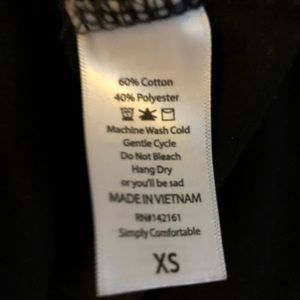 60% Cotton
40% Polyester
Machine Wash Cold
Gentle Cycle
Do Not Bleach
Hang Dry
or you'll be sad
MADE IN VIETNAM
RN#142161
Simply Comfortable
XS